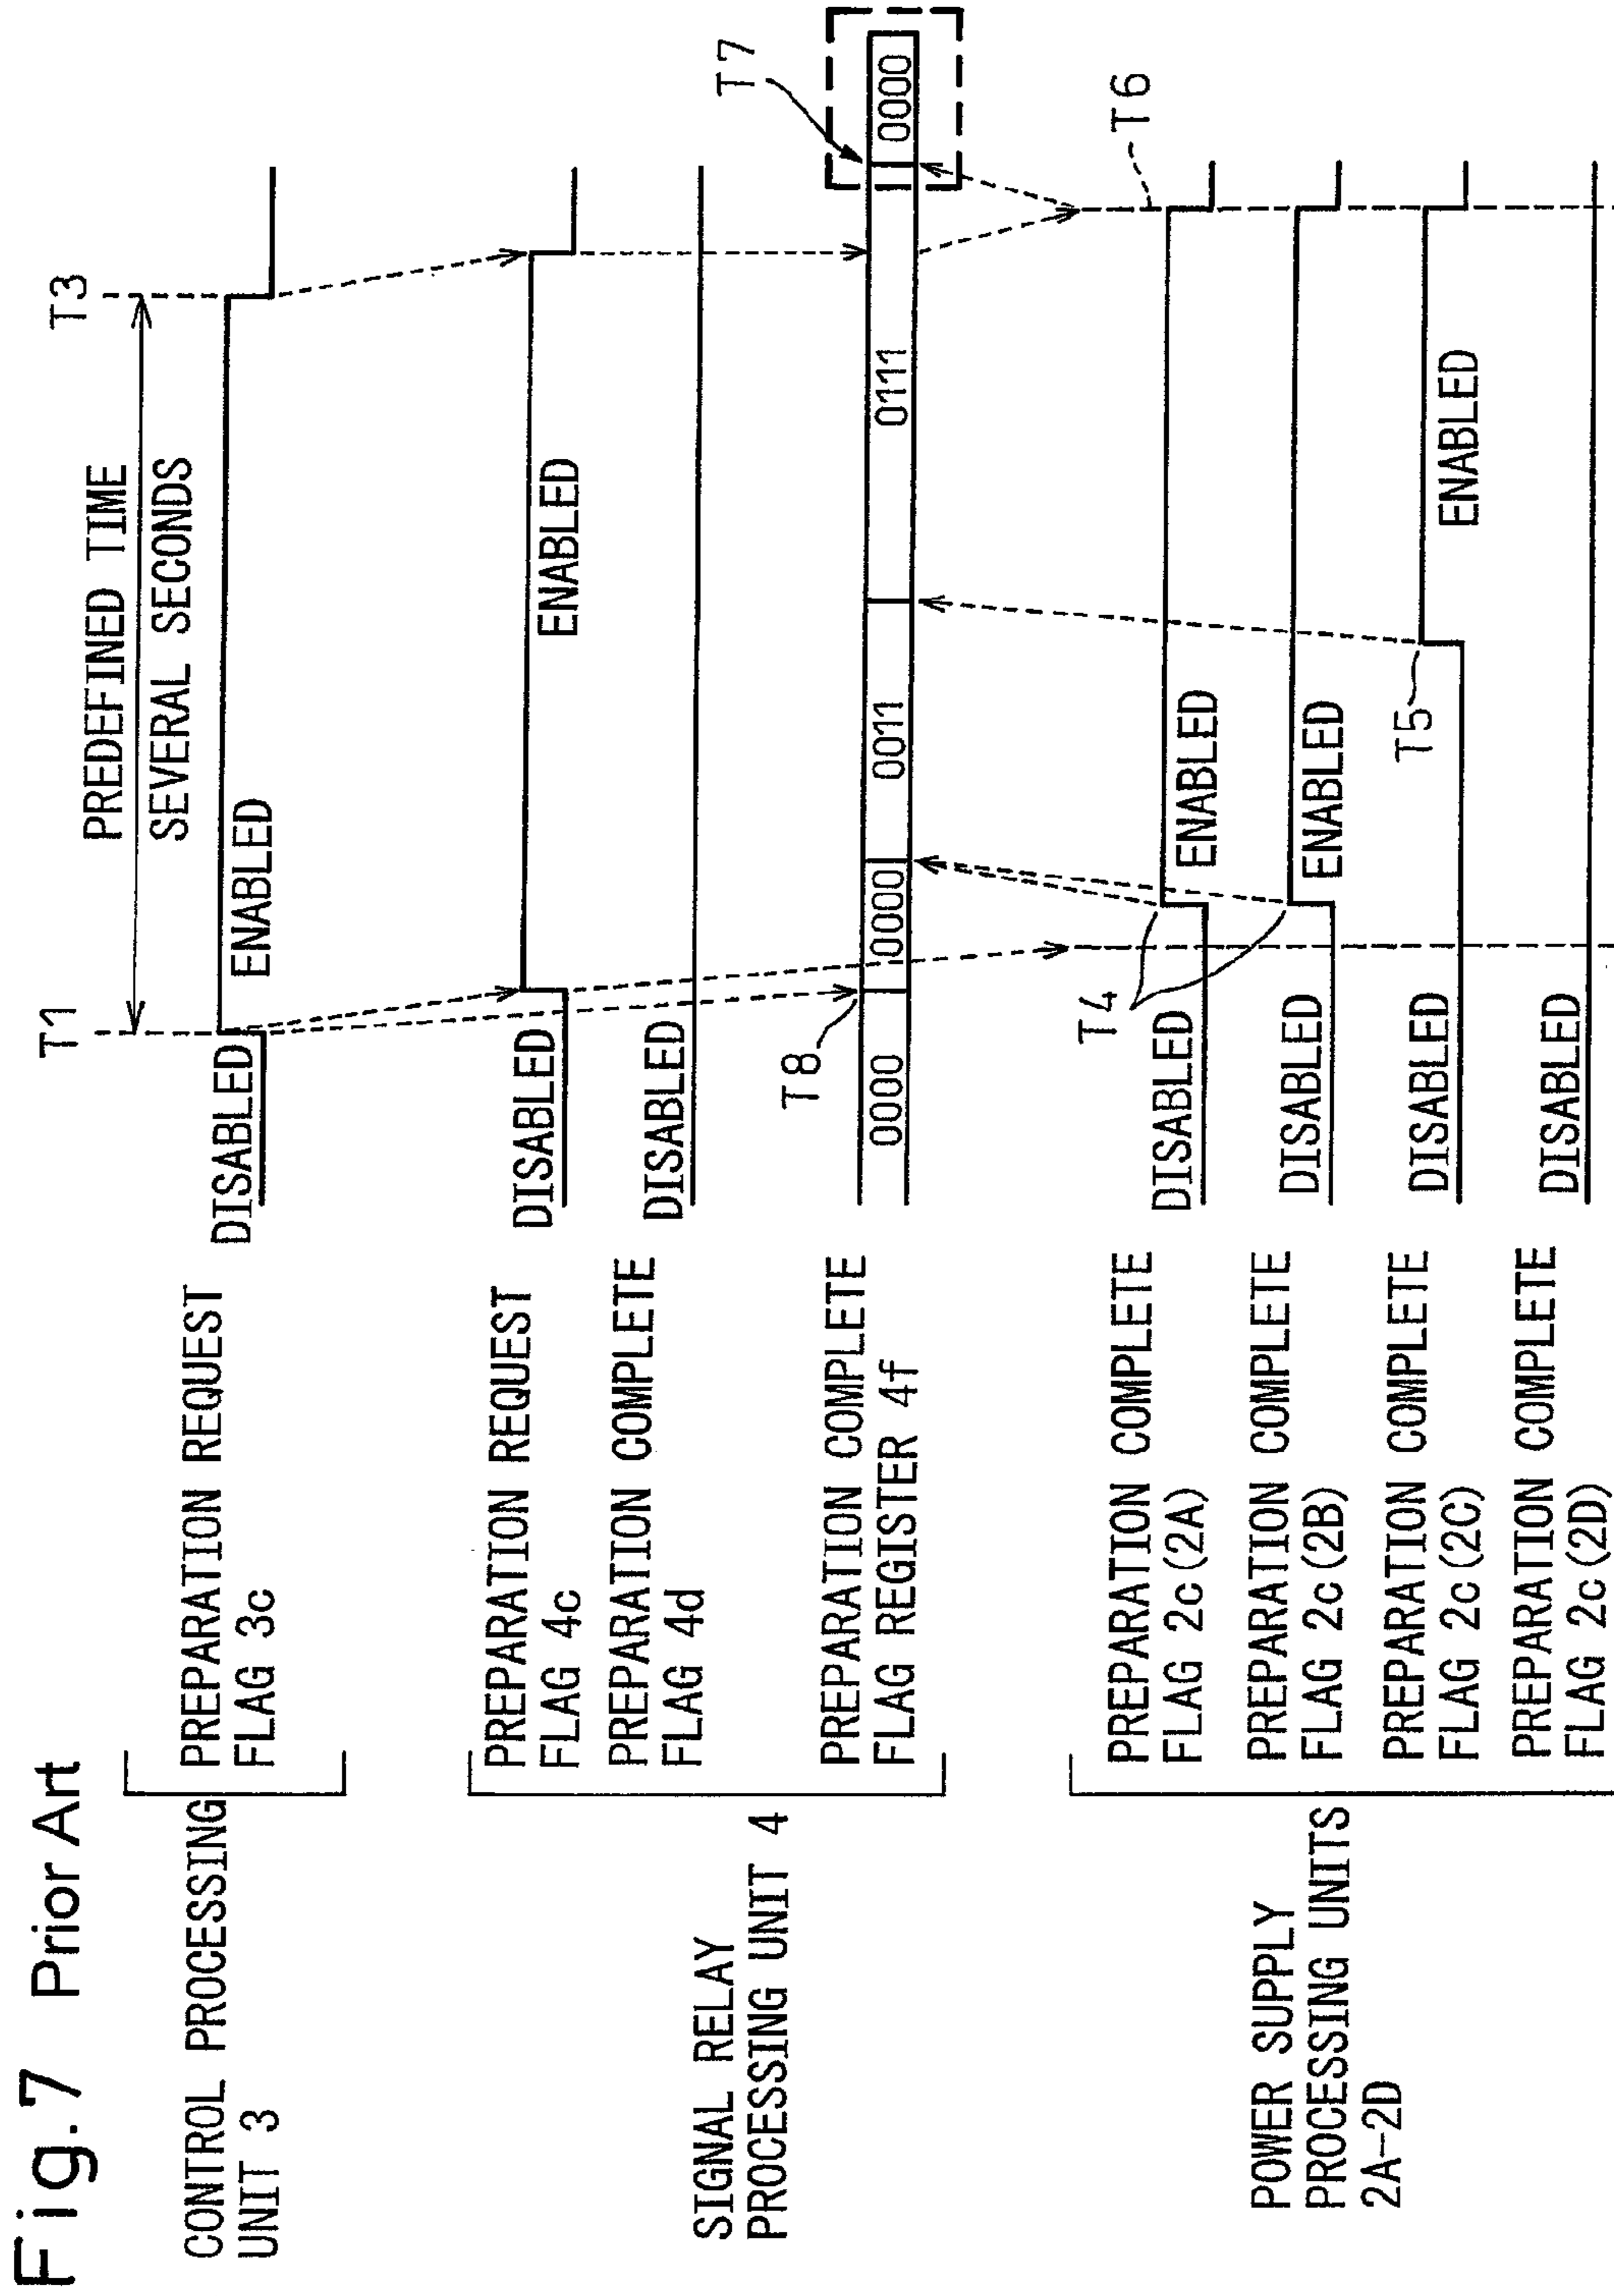 Fig.7 Prior Art
T1
T3
PREDEFINED TIME
SEVERAL SECONDS
CONTROL PROCESSING
UNIT 3
PREPARATION REQUEST
FLAG 3c
DISABLED
ENABLED
SIGNAL RELAY
PROCESSING UNIT 4
PREPARATION REQUEST
FLAG 4c
DISABLED
ENABLED
PREPARATION COMPLETE
FLAG 4d
DISABLED
T8
T7
PREPARATION COMPLETE
FLAG REGISTER 4f
0000
0000
0011
0111
0000
T4
T6
POWER SUPPLY
PROCESSING UNITS
2A-2D
PREPARATION COMPLETE
FLAG 2c(2A)
DISABLED
ENABLED
PREPARATION COMPLETE
FLAG 2c(2B)
DISABLED
ENABLED
T5
PREPARATION COMPLETE
FLAG 2c(2C)
DISABLED
ENABLED
PREPARATION COMPLETE
FLAG 2c(2D)
DISABLED